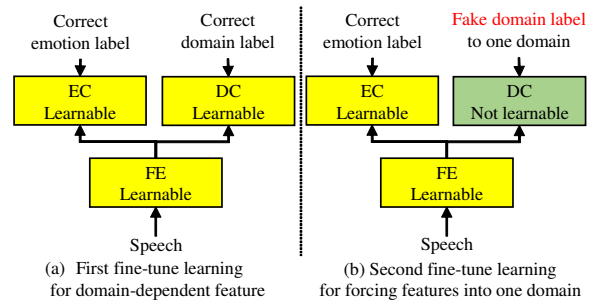 Correct
emotion label
Correct
domain label
EC
Learnable
DC
Learnable
FE
Learnable
Speech
(a) First fine-tune learning
for domain-dependent feature
Correct
emotion label
Fake domain label
to one domain
EC
Learnable
DC
Not learnable
FE
Learnable
Speech
(b) Second fine-tune learning
for forcing features into one domain